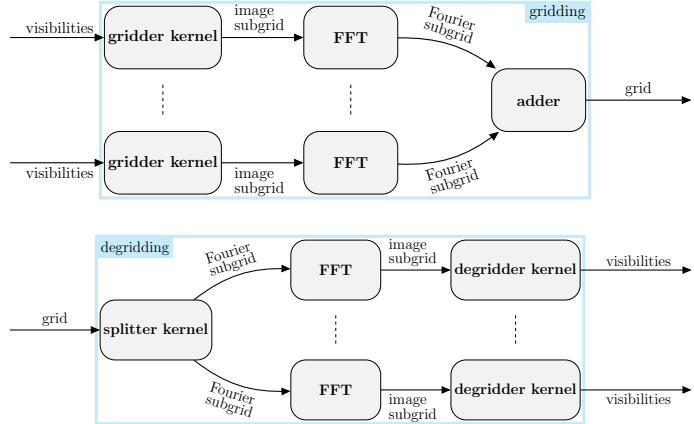 gridding
visibilities
gridder kernel
image
subgrid
FFT
Fourier
subgrid
adder
grid
visibilities
gridder kernel
image
subgrid
FFT
Fourier
subgrid
degridding
grid
splitter kernel
Fourier
subgrid
FFT
image
subgrid
degridder kernel
visibilities
Fourier
subgrid
FFT
image
subgrid
degridder kernel
visibilities